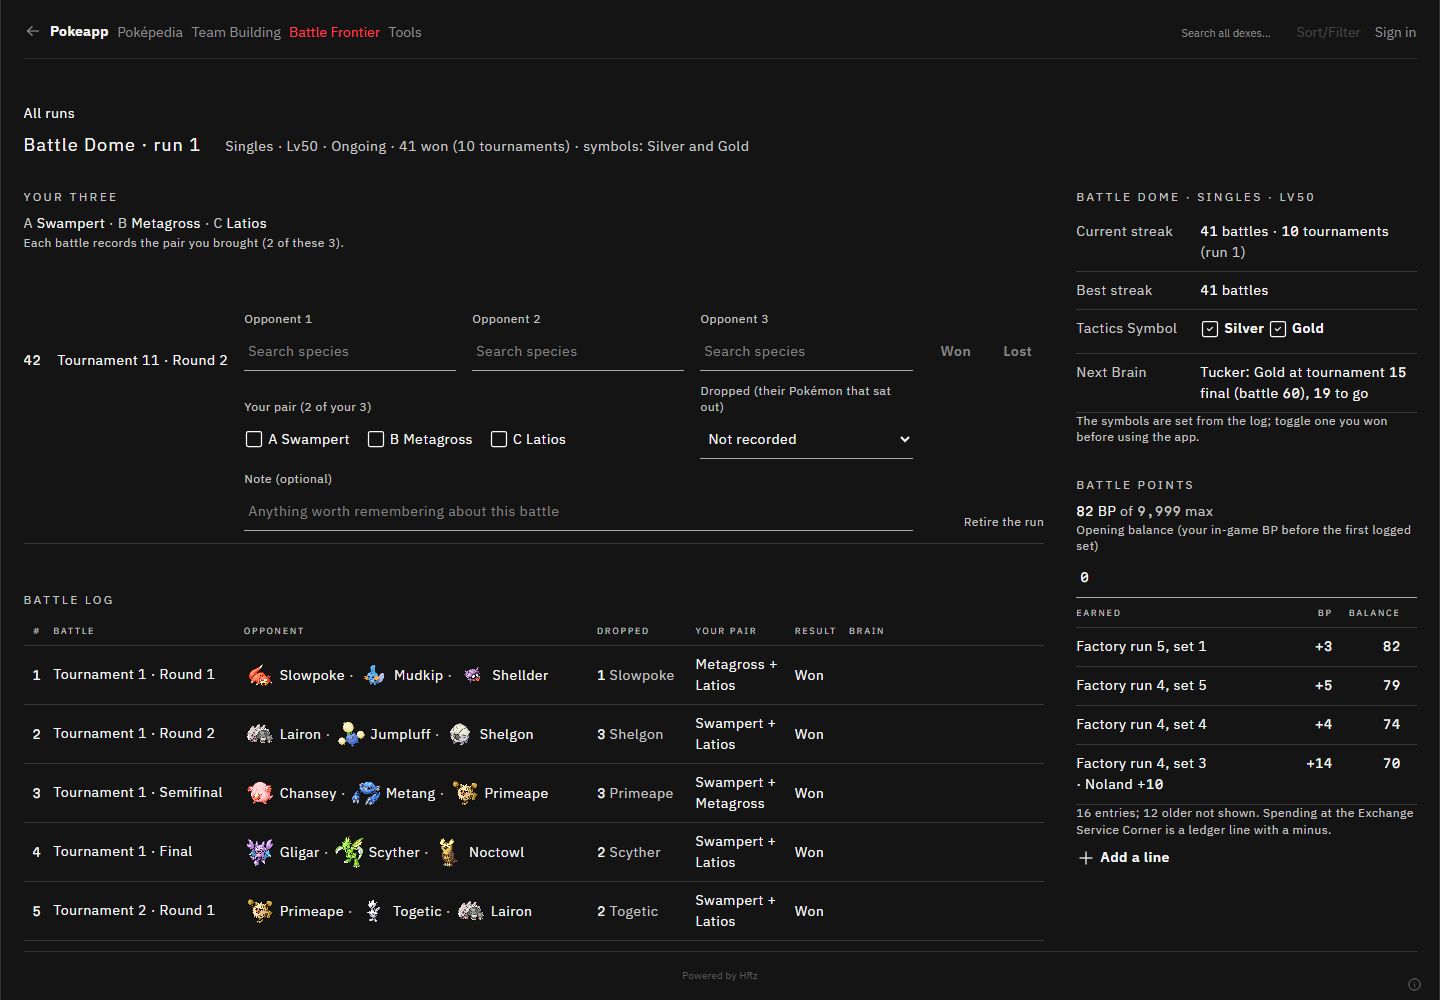 Pokeapp Poképedia Team Building Battle Frontier Tools Search all dexes... Sort/Filter Sign in
All runs
Battle Dome · run 1 Singles · Lv50 · Ongoing · 41 won (10 tournaments) · symbols: Silver and Gold
YOUR THREE
A Swampert · B Metagross · C Latios
Each battle records the pair you brought (2 of these 3).
Opponent 1 Opponent 2 Opponent 3
42 Tournament 11 · Round 2 Search species Search species Search species Won Lost
Your pair (2 of your 3) Dropped (their Pokémon that sat
out)
A Swampert B Metagross C Latios Not recorded
Note (optional)
Anything worth remembering about this battle Retire the run
BATTLE LOG
# BATTLE OPPONENT DROPPED YOUR PAIR RESULT BRAIN
1 Tournament 1 · Round 1 Slowpoke · Mudkip · Shellder 1 Slowpoke Metagross +
Latios Won
2 Tournament 1 · Round 2 Lairon · Jumpluff · Shelgon 3 Shelgon Swampert +
Latios Won
3 Tournament 1 · Semifinal Chansey · Metang · Primeape 3 Primeape Swampert +
Metagross Won
4 Tournament 1 · Final Gligar · Scyther · Noctowl 2 Scyther Swampert +
Latios Won
5 Tournament 2 · Round 1 Primeape · Togetic · Lairon 2 Togetic Swampert +
Latios Won
BATTLE DOME · SINGLES · LV50
Current streak 41 battles · 10 tournaments
(run 1)
Best streak 41 battles
Tactics Symbol Silver Gold
Next Brain Tucker: Gold at tournament 15
final (battle 60), 19 to go
The symbols are set from the log; toggle one you won
before using the app.
BATTLE POINTS
82 BP of 9,999 max
Opening balance (your in-game BP before the first logged
set)
0
EARNED BP BALANCE
Factory run 5, set 1 +3 82
Factory run 4, set 5 +5 79
Factory run 4, set 4 +4 74
Factory run 4, set 3 +14 70
· Noland +10
16 entries; 12 older not shown. Spending at the Exchange
Service Corner is a ledger line with a minus.
Add a line
Powered by HRz